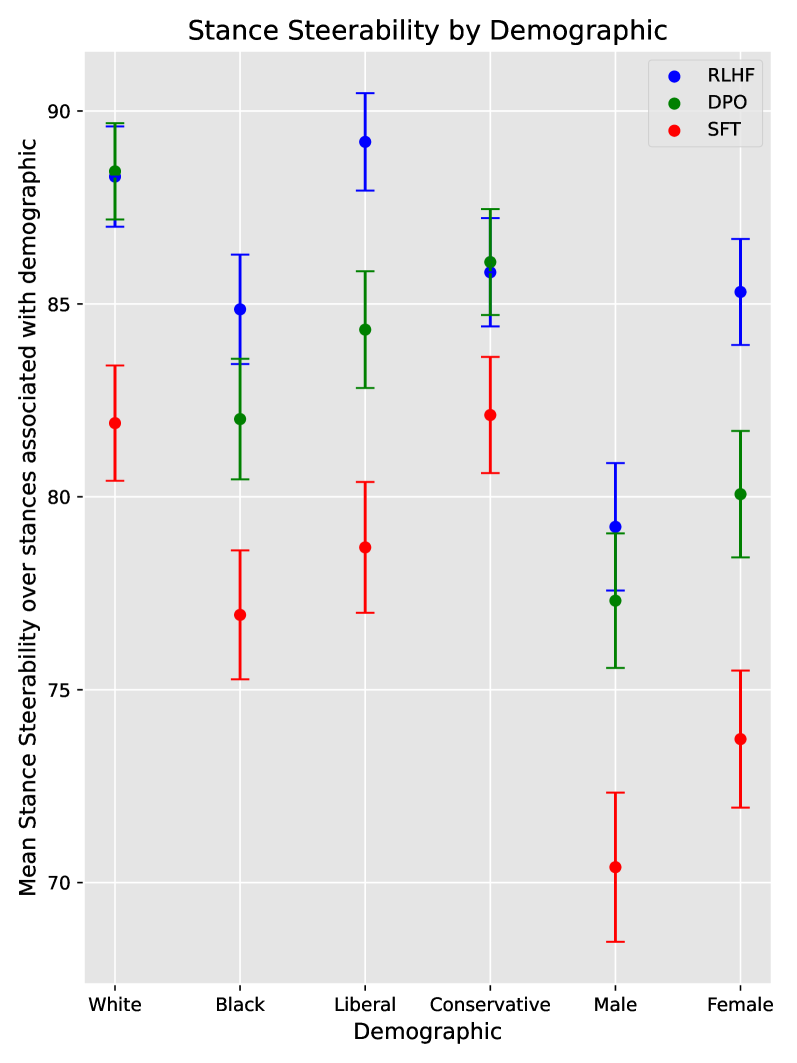 Stance Steerability by Demographic
RLHF
DPO
SFT
Mean Stance Steerability over stances associated with demographic
90
85
80
75
70
White
Black
Liberal
Conservative
Male
Female
Demographic